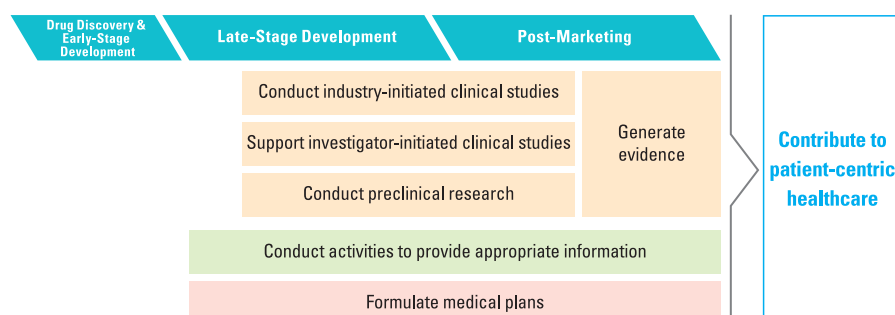 Drug Discovery &
Early-Stage
Development
Late-Stage Development
Post-Marketing
Conduct industry-initiated clinical studies
Support investigator-initiated clinical studies
Conduct preclinical research
Generate
evidence
Conduct activities to provide appropriate information
Formulate medical plans
Contribute to
patient-centric
healthcare